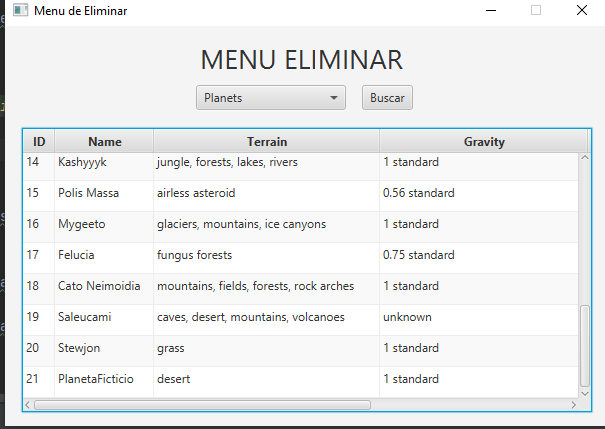 Menu de Eliminar
MENU ELIMINAR
Planets Buscar
ID Name Terrain Gravity
14 Kashyyyk jungle, forests, lakes, rivers 1 standard
15 Polis Massa airless asteroid 0.56 standard
16 Mygeeto glaciers, mountains, ice canyons 1 standard
17 Felucia fungus forests 0.75 standard
18 Cato Neimoidia mountains, fields, forests, rock arches 1 standard
19 Saleucami caves, desert, mountains, volcanoes unknown
20 Stewjon grass 1 standard
21 PlanetaFicticio desert 1 standard